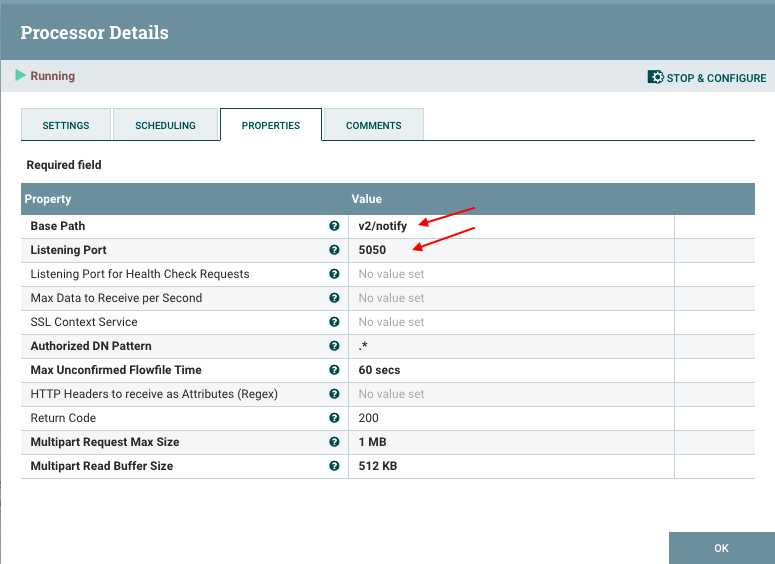 Processor Details
Running
STOP & CONFIGURE
SETTINGS SCHEDULING PROPERTIES COMMENTS
Required field
Property Value
Base Path ? v2/notify
Listening Port ? 5050
Listening Port for Health Check Requests ? No value set
Max Data to Receive per Second ? No value set
SSL Context Service ? No value set
Authorized DN Pattern ? .*
Max Unconfirmed Flowfile Time ? 60 secs
HTTP Headers to receive as Attributes (Regex) ? No value set
Return Code ? 200
Multipart Request Max Size ? 1 MB
Multipart Read Buffer Size ? 512 KB
OK